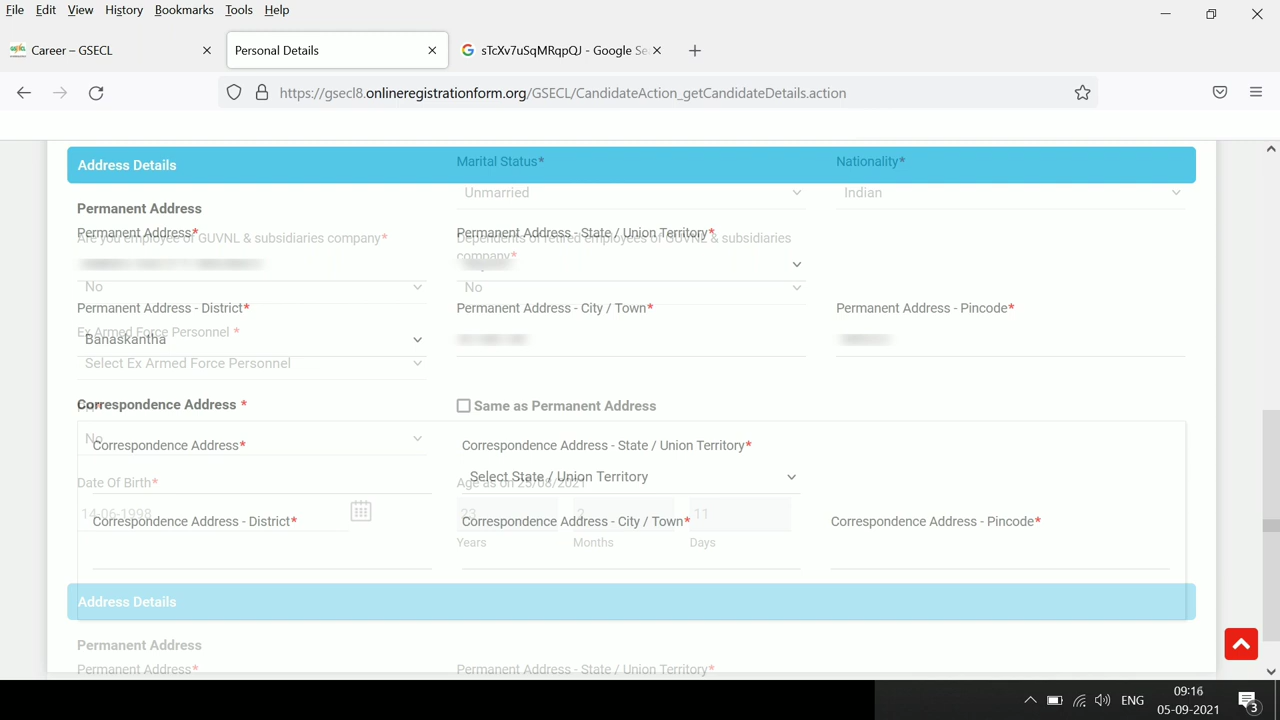 File Edit View History Bookmarks Tools Help
Career – GSECL
Personal Details
sTcXv7uSqMRqpQJ - Google Se
https://gsecl8.onlineregistrationform.org/GSECL/CandidateAction_getCandidateDetails.action
Address Details
Marital Status*
Nationality*
Unmarried
Indian
Permanent Address
Permanent Address*
Permanent Address - State / Union Territory*
Are you employee of GUVNL & subsidiaries company*
Dependents of retired employees of GUVNL & subsidiaries
company*
No
No
Permanent Address - District*
Permanent Address - City / Town*
Permanent Address - Pincode*
Ex Armed Force Personnel *
Banaskantha
Select Ex Armed Force Personnel
Correspondence Address *
Same as Permanent Address
No
Correspondence Address*
Correspondence Address - State / Union Territory*
Select State / Union Territory
Date Of Birth*
Age as on 25/08/2021
14-06-1998
23
2
11
Correspondence Address - District*
Correspondence Address - City / Town*
Correspondence Address - Pincode*
Years
Months
Days
Address Details
Permanent Address
Permanent Address*
Permanent Address - State / Union Territory*
ENG
09:16
05-09-2021
3